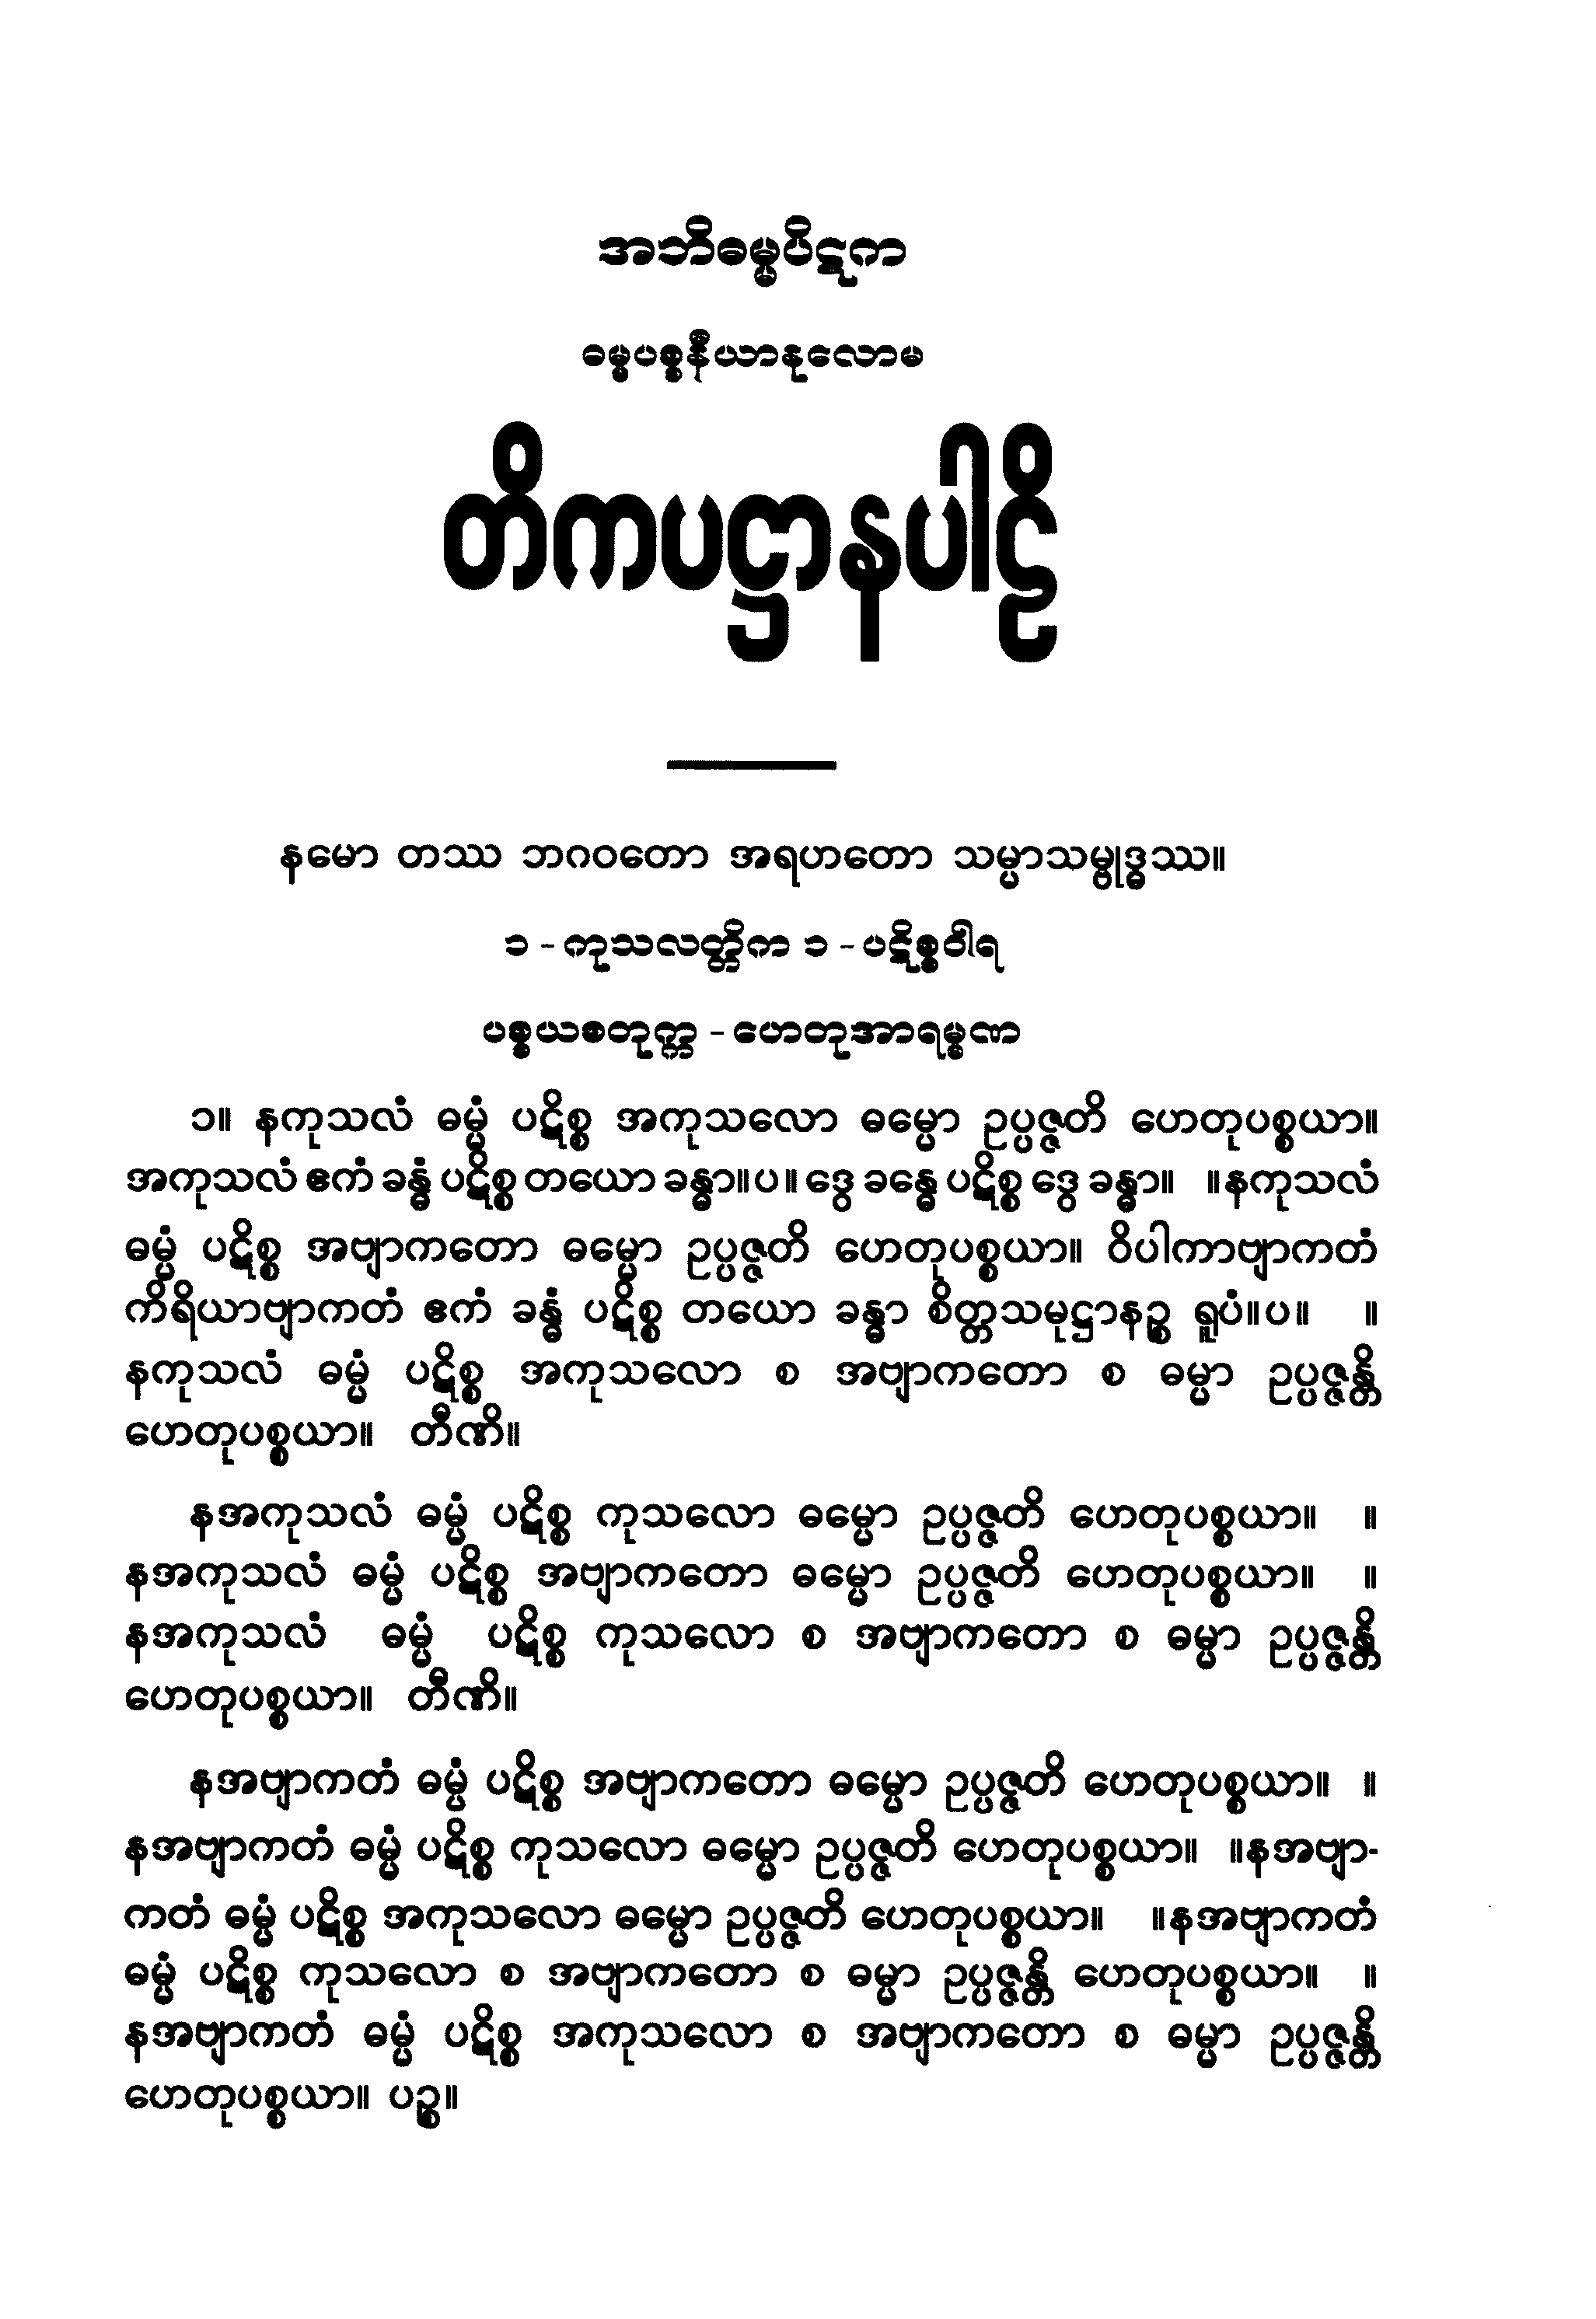 အဘိဓမ္မပိဋက
ဓမ္မပစ္စနီယာနုလောမ
တိကပဋ္ဌာနပါဠိ
နမော တဿ ဘဂဝတော အရဟတော သမ္မာသမ္ဗုဒ္ဓဿ။
၁ - ကုသလတ္တိက ၁ - ပဋိစ္စဝါရ
ပစ္စယစတုက္က - ဟေတုအာရမ္မဏ
၁။ နကုသလံ ဓမ္မံ ပဋိစ္စ အကုသလော ဓမ္မော ဥပ္ပဇ္ဇတိ ဟေတုပစ္စယာ။
အကုသလံ ဧကံ ခန္ဓံ ပဋိစ္စ တယော ခန္ဓာ။ပ။ ဒွေ ခန္ဓေ ပဋိစ္စ ဒွေ ခန္ဓာ။ ။နကုသလံ
ဓမ္မံ ပဋိစ္စ အဗျာကတော ဓမ္မော ဥပ္ပဇ္ဇတိ ဟေတုပစ္စယာ။ ဝိပါကာဗျာကတံ
ကိရိယာဗျာကတံ ဧကံ ခန္ဓံ ပဋိစ္စ တယော ခန္ဓာ စိတ္တသမုဋ္ဌာနဉ္စ ရူပံ။ပ။ ။
နကုသလံ ဓမ္မံ ပဋိစ္စ အကုသလော စ အဗျာကတော စ ဓမ္မာ ဥပ္ပဇ္ဇန္တိ
ဟေတုပစ္စယာ။ တီဏိ။
နအကုသလံ ဓမ္မံ ပဋိစ္စ ကုသလော ဓမ္မော ဥပ္ပဇ္ဇတိ ဟေတုပစ္စယာ။ ။
နအကုသလံ ဓမ္မံ ပဋိစ္စ အဗျာကတော ဓမ္မော ဥပ္ပဇ္ဇတိ ဟေတုပစ္စယာ။ ။
နအကုသလံ ဓမ္မံ ပဋိစ္စ ကုသလော စ အဗျာကတော စ ဓမ္မာ ဥပ္ပဇ္ဇန္တိ
ဟေတုပစ္စယာ။ တီဏိ။
နအဗျာကတံ ဓမ္မံ ပဋိစ္စ အဗျာကတော ဓမ္မော ဥပ္ပဇ္ဇတိ ဟေတုပစ္စယာ။ ။
နအဗျာကတံ ဓမ္မံ ပဋိစ္စ ကုသလော ဓမ္မော ဥပ္ပဇ္ဇတိ ဟေတုပစ္စယာ။ ။နအဗျာ-
ကတံ ဓမ္မံ ပဋိစ္စ အကုသလော ဓမ္မော ဥပ္ပဇ္ဇတိ ဟေတုပစ္စယာ။ ။နအဗျာကတံ
ဓမ္မံ ပဋိစ္စ ကုသလော စ အဗျာကတော စ ဓမ္မာ ဥပ္ပဇ္ဇန္တိ ဟေတုပစ္စယာ။ ။
နအဗျာကတံ ဓမ္မံ ပဋိစ္စ အကုသလော စ အဗျာကတော စ ဓမ္မာ ဥပ္ပဇ္ဇန္တိ
ဟေတုပစ္စယာ။ ပဉ္စ။